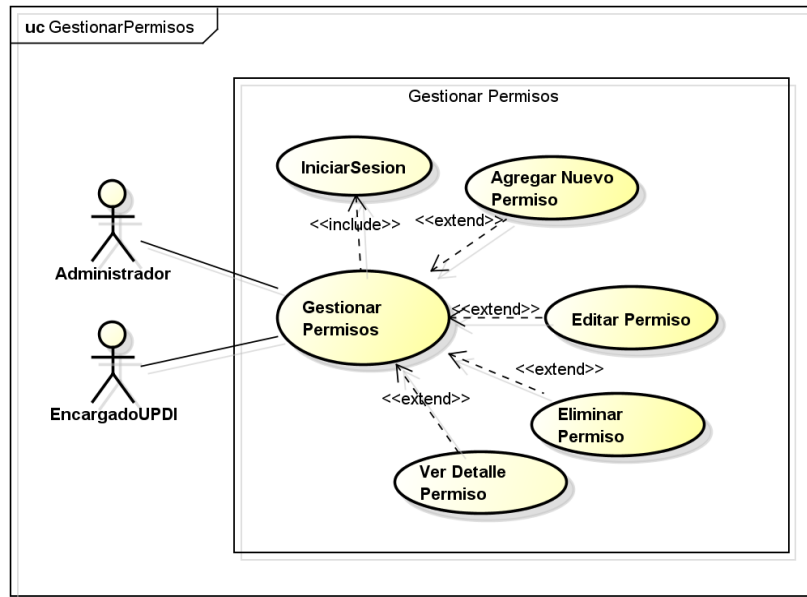 uc GestionarPermisos
Gestionar Permisos
IniciarSesion
Agregar Nuevo
Permiso
<<include>>
<<extend>>
Administrador
Gestionar
Permisos
<<extend>>
Editar Permiso
EncargadoUPDI
<<extend>>
<<extend>>
Eliminar
Permiso
Ver Detalle
Permiso